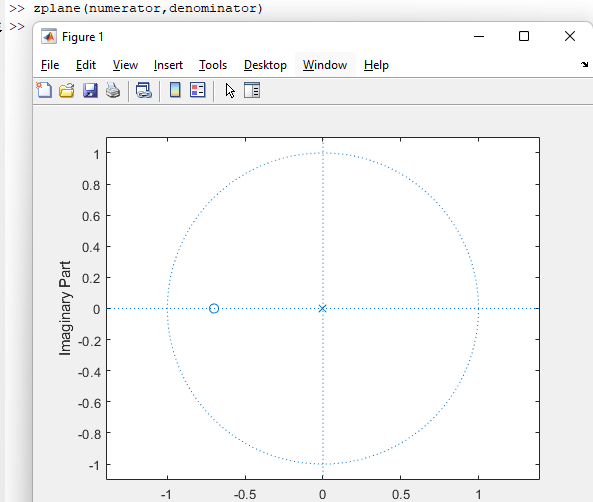 >> zplane(numerator,denominator)
>>
Figure 1
File Edit View Insert Tools Desktop Window Help
1
0.8
0.6
0.4
0.2
0
-0.2
-0.4
-0.6
-0.8
-1
Imaginary Part
-1 -0.5 0 0.5 1